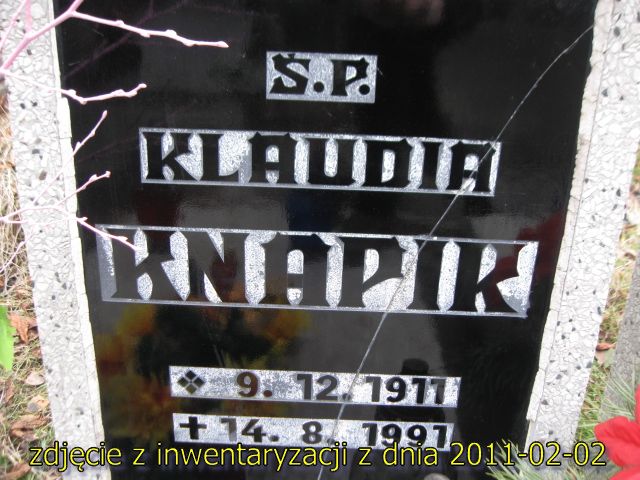 Ś.P.
KLAUDIA
KNAPIK
❖ 9. 12. 1911
✝ 14. 8. 1991
zdjęcie z inwentaryzacji z dnia 2011-02-02